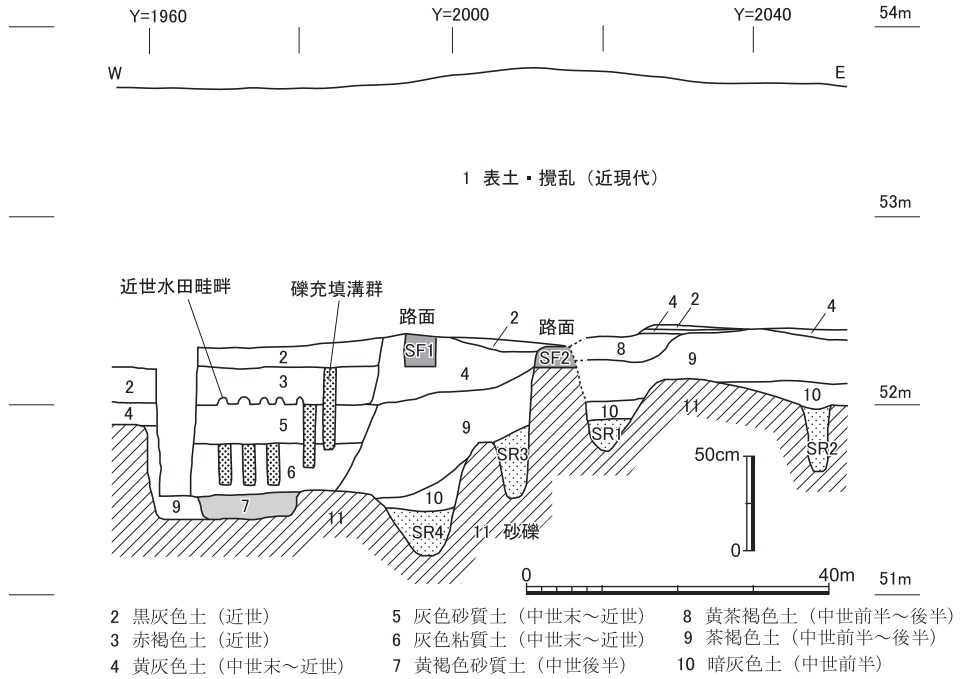 Y=1960 Y=2000 Y=2040 54m
W E
1 表土・攪乱（近現代）
53m
近世水田畦畔 礫充填溝群
路面 2 路面 4 2 4
SF1 SF2 8
2 3 4 9
2 4 5 9 10 52m
10 11
SR1 SR2
6 SR3 50cm
9 7 11 10
SR4 11 砂礫 0
0 40m
51m
2 黒灰色土（近世） 5 灰色砂質土（中世末～近世） 8 黄茶褐色土（中世前半～後半）
3 赤褐色土（近世） 6 灰色粘質土（中世末～近世） 9 茶褐色土（中世前半～後半）
4 黄灰色土（中世末～近世） 7 黄褐色砂質土（中世後半） 10 暗灰色土（中世前半）